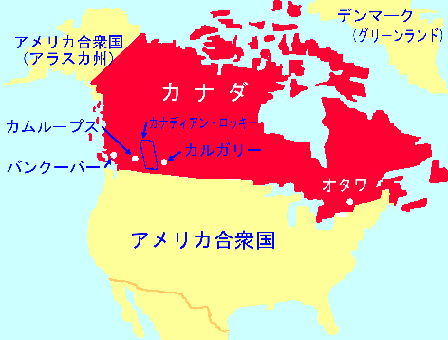 デンマーク
(グリーンランド)
アメリカ合衆国
(アラスカ州)
カナダ
カムループス
カナディアン・ロッキー
バンクーバー
カルガリー
オタワ
アメリカ合衆国